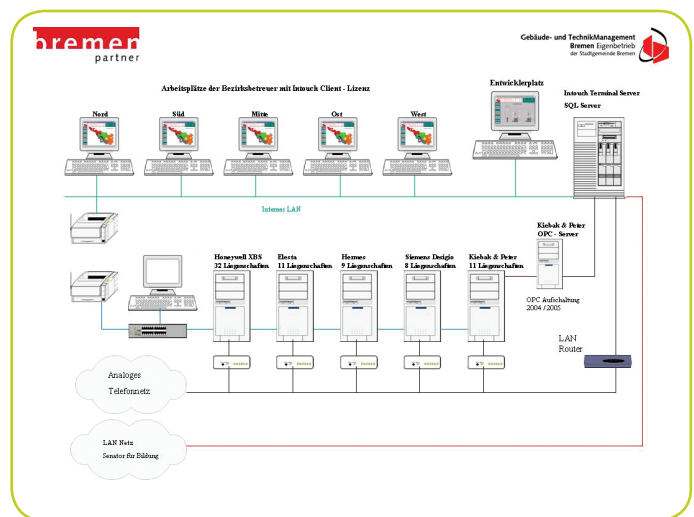 bremen
partner
Gebäude- und TechnikManagement
Bremen Eigenbetrieb
der Stadtgemeinde Bremen
Arbeitsplätze der Bezirksbetreuer mit Intouch Client - Lizenz
Entwicklerplatz
Intouch Terminal Server
SQL Server
Nord
Süd
Mitte
Ost
West
Internes LAN
Kiebak & Peter
OPC - Server
Honeywell XBS
32 Liegenschaften
Elesta
11 Liegenschaften
Hermes
9 Liegenschaften
Siemens Desigo
8 Liegenschaften
Kiebak & Peter
11 Liegenschaften
OPC Aufschaltung
2004 / 2005
LAN
Router
Analoges
Telefonnetz
LAN Netz
Senator für Bildung